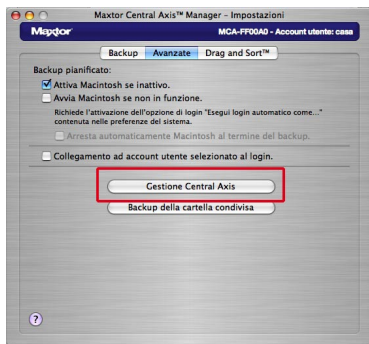 Maxtor Central Axis™ Manager – Impostazioni
Maxtor
MCA-FF00A0 - Account utente: casa
Backup Avanzate Drag and Sort™
Backup pianificato:
Attiva Macintosh se inattivo.
Avvia Macintosh se non in funzione.
Richiede l'attivazione dell'opzione di login "Esegui login automatico come..."
contenuta nelle preferenze del sistema.
Arresta automaticamente Macintosh al termine del backup.
Collegamento ad account utente selezionato al login.
Gestione Central Axis
Backup della cartella condivisa
?